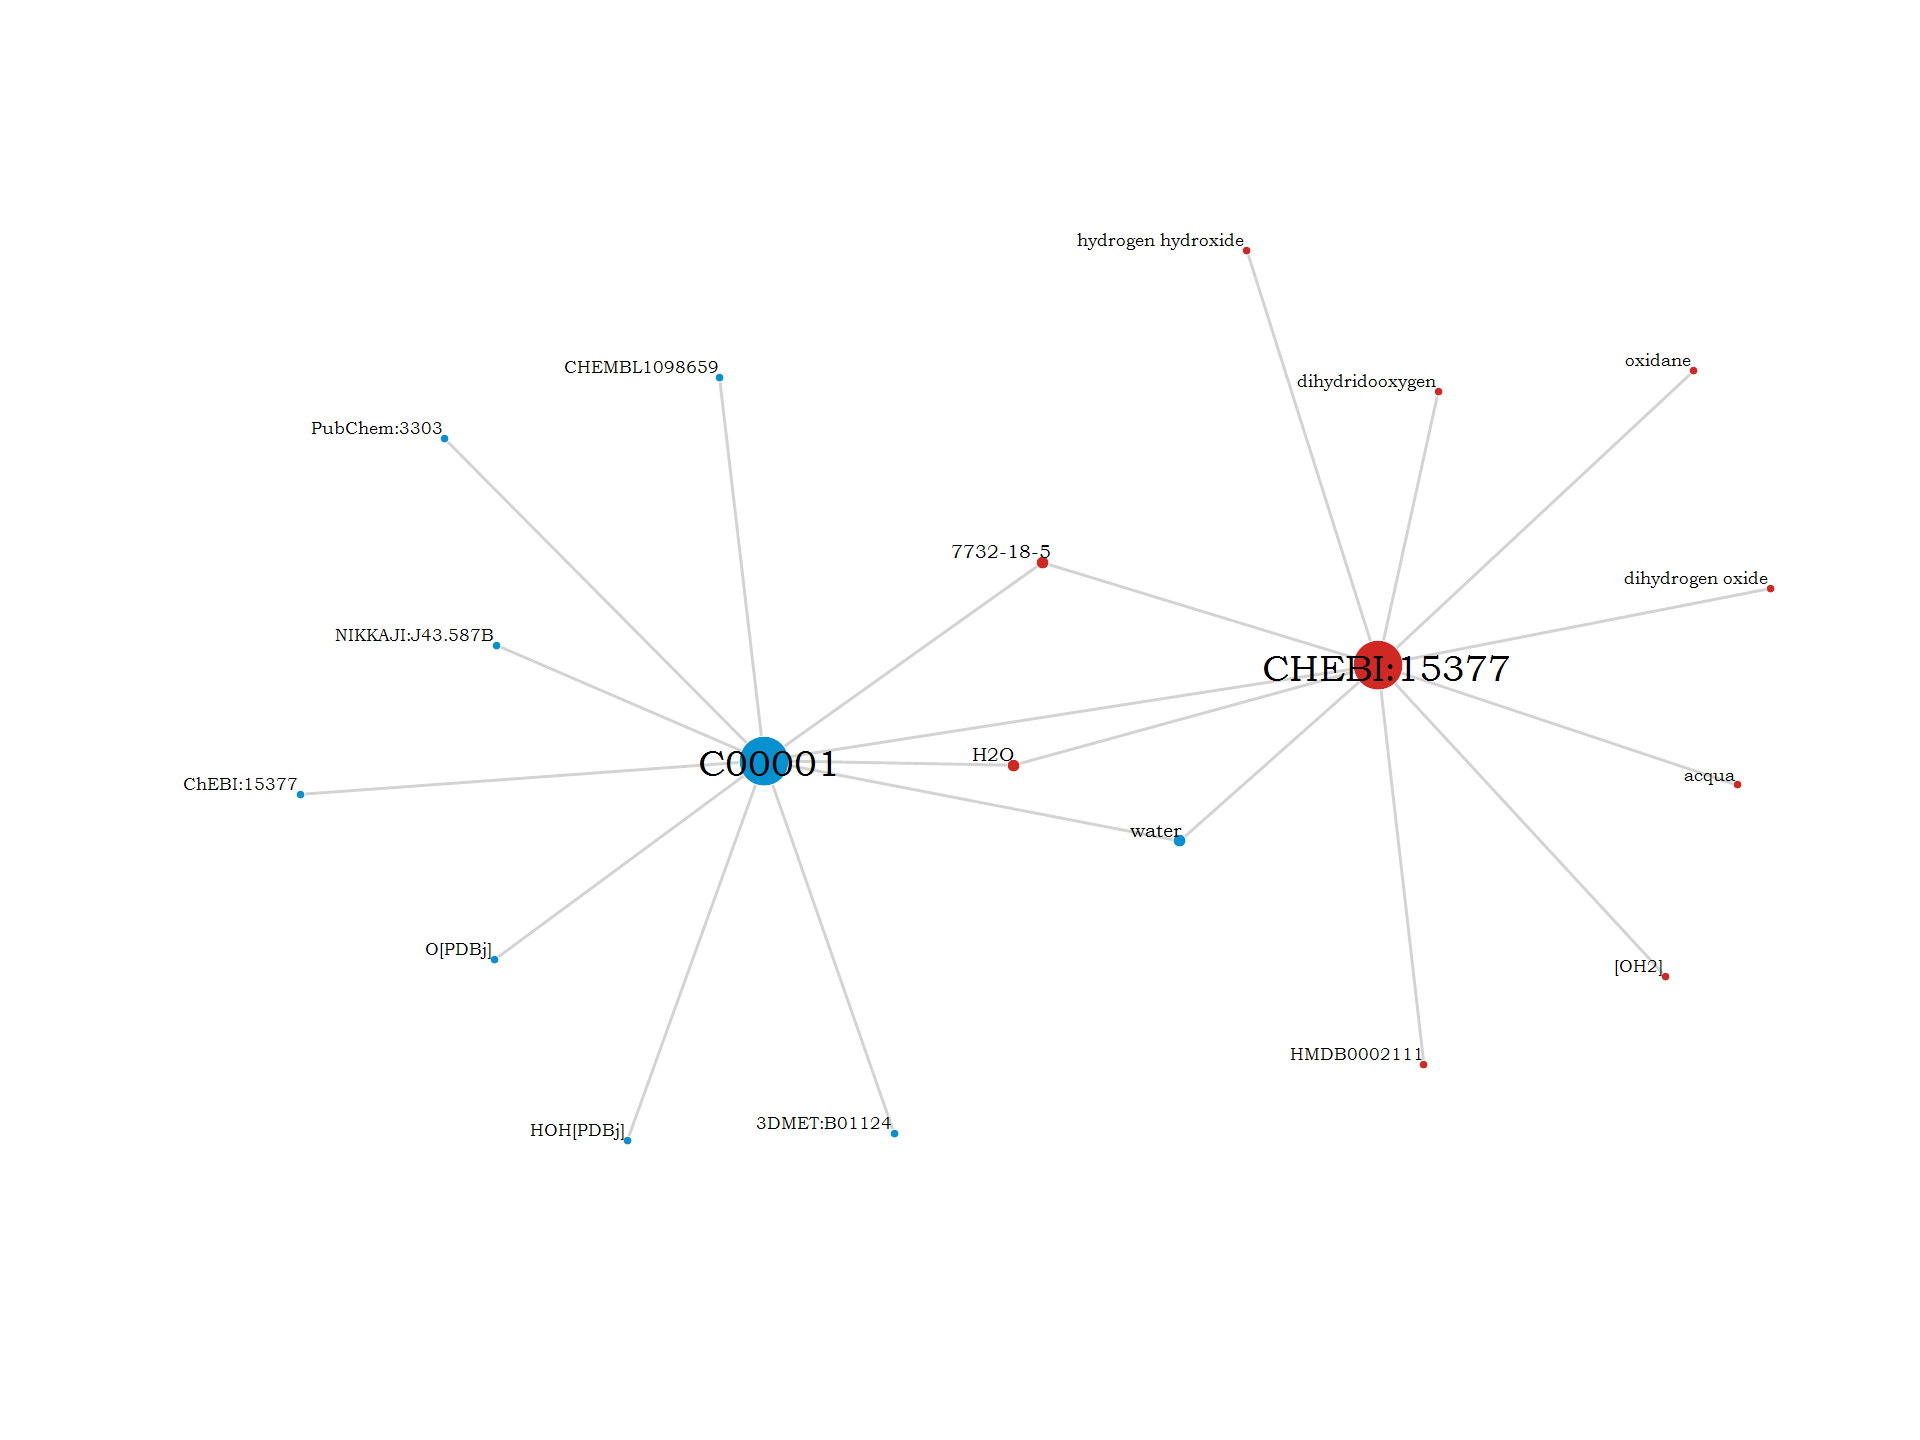 hydrogen hydroxide
oxidane
CHEMBL1098659
dihydridooxygen
PubChem:3303
7732-18-5
dihydrogen oxide
NIKKAJI:J43.587B
CHEBI:15377
H2O
C00001
acqua
ChEBI:15377
water
O[PDBj]
[OH2]
HMDB0002111
3DMET:B01124
HOH[PDBj]